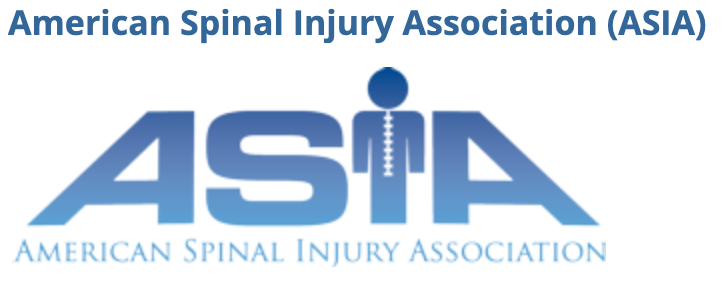 American Spinal Injury Association (ASIA)
ASIA
AMERICAN SPINAL INJURY ASSOCIATION